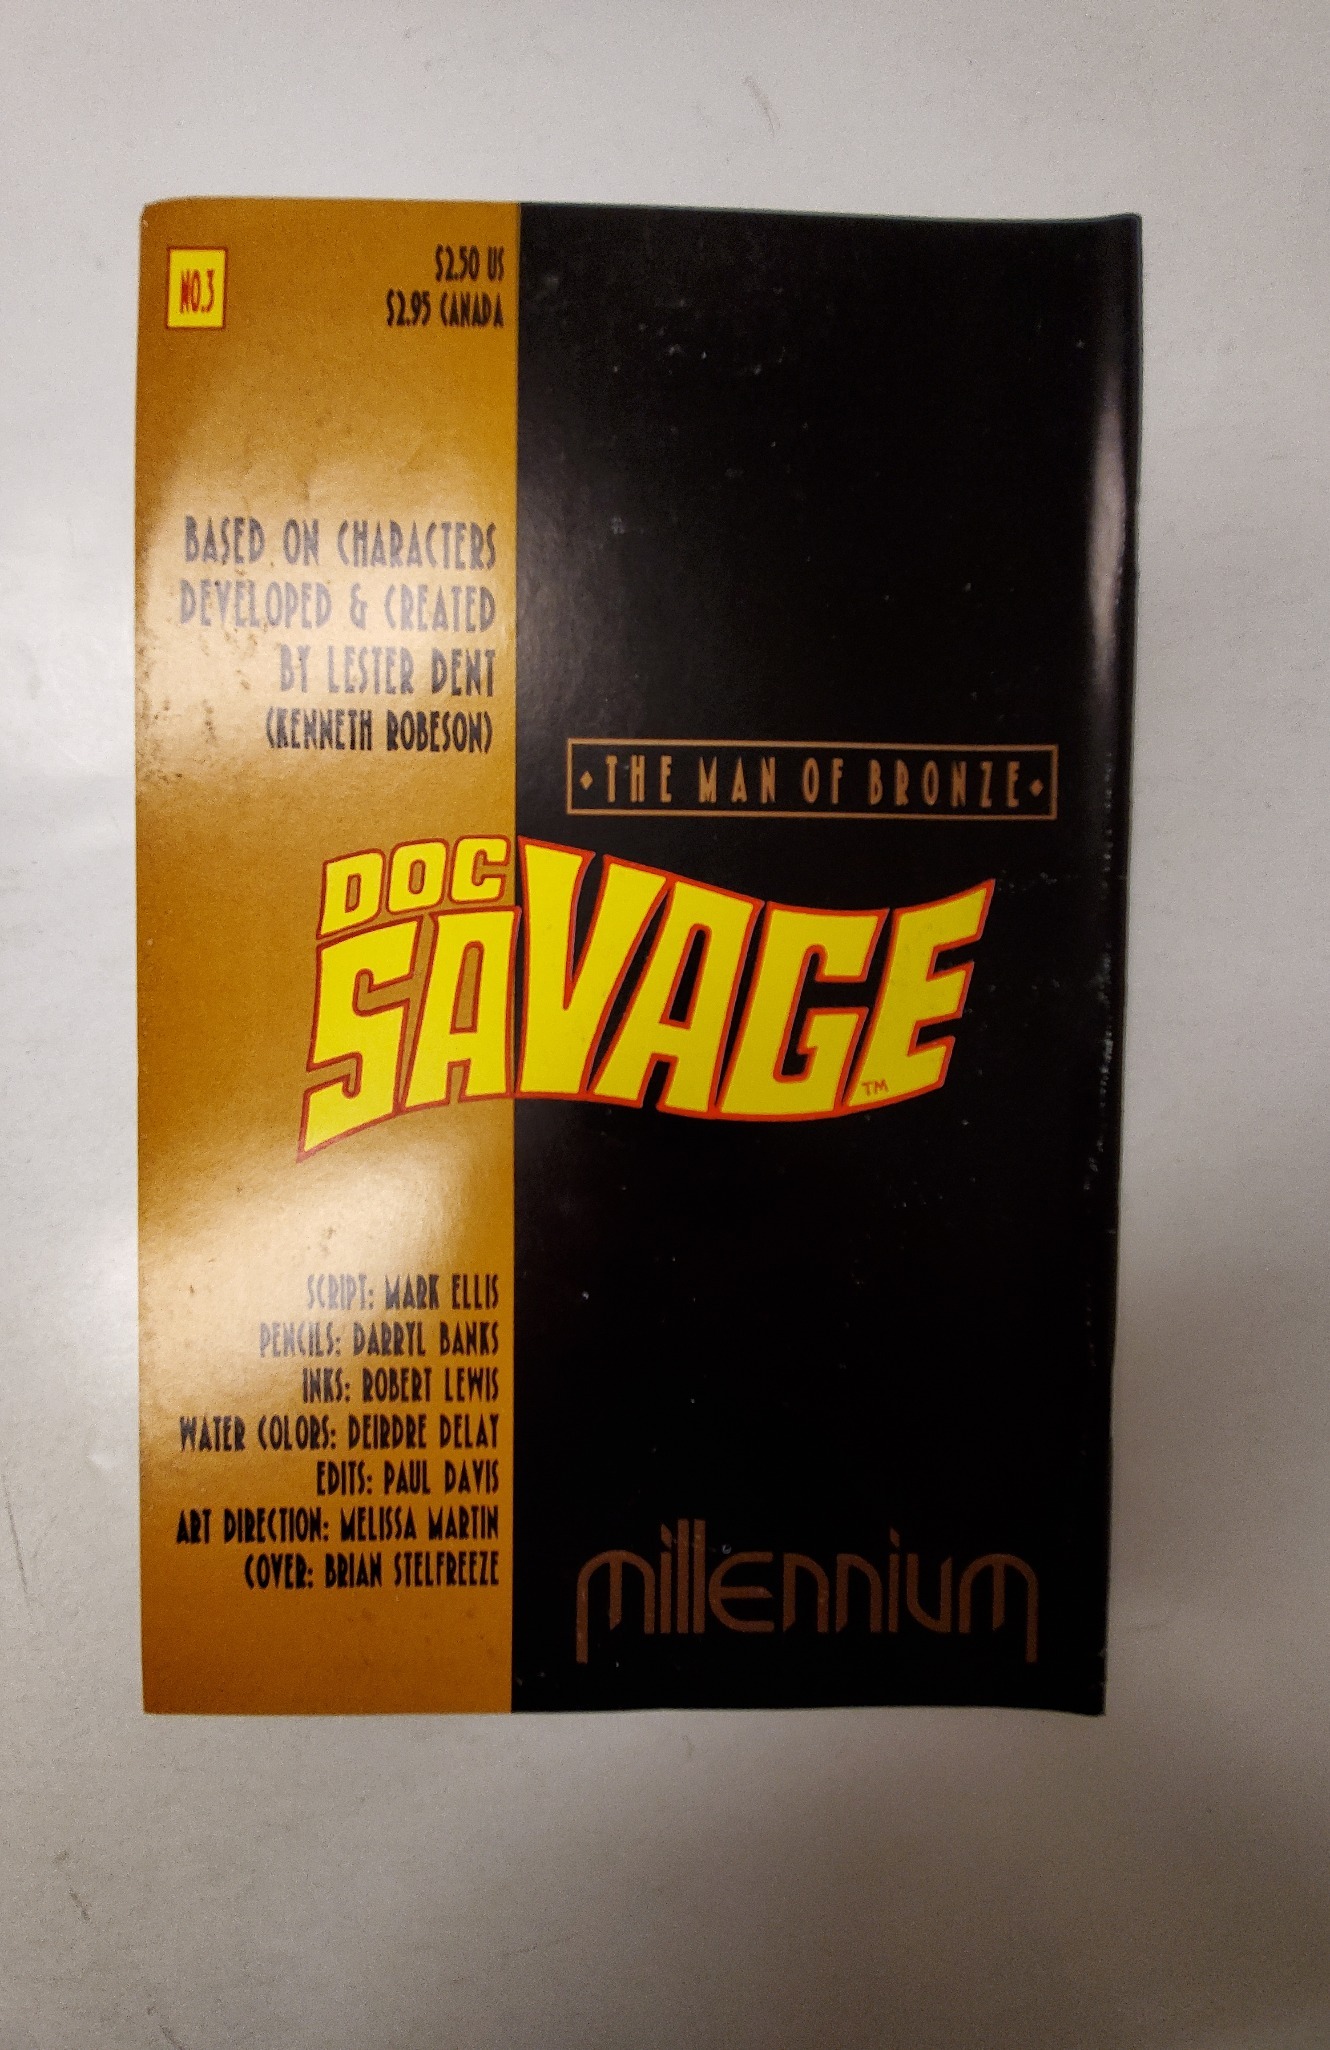 NO.3
$2.50 US
$2.95 CANADA
BASED ON CHARACTERS
DEVELOPED & CREATED
BY LESTER DENT
(KENNETH ROBESON)
THE MAN OF BRONZE
DOC
SAVAGE
TM
SCRIPT: MARK ELLIS
PENCILS: DARRYL BANKS
INKS: ROBERT LEWIS
WATER COLORS: DEIRDRE DELAY
EDITS: PAUL DAVIS
ART DIRECTION: MELISSA MARTIN
COVER: BRIAN STELFREEZE
millennium